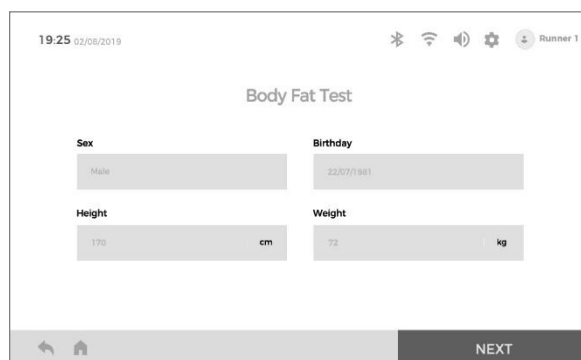 19:25 02/08/2019 Runner 1
Body Fat Test
Sex Birthday
Male 22/07/1981
Height Weight
170 cm 72 kg
NEXT